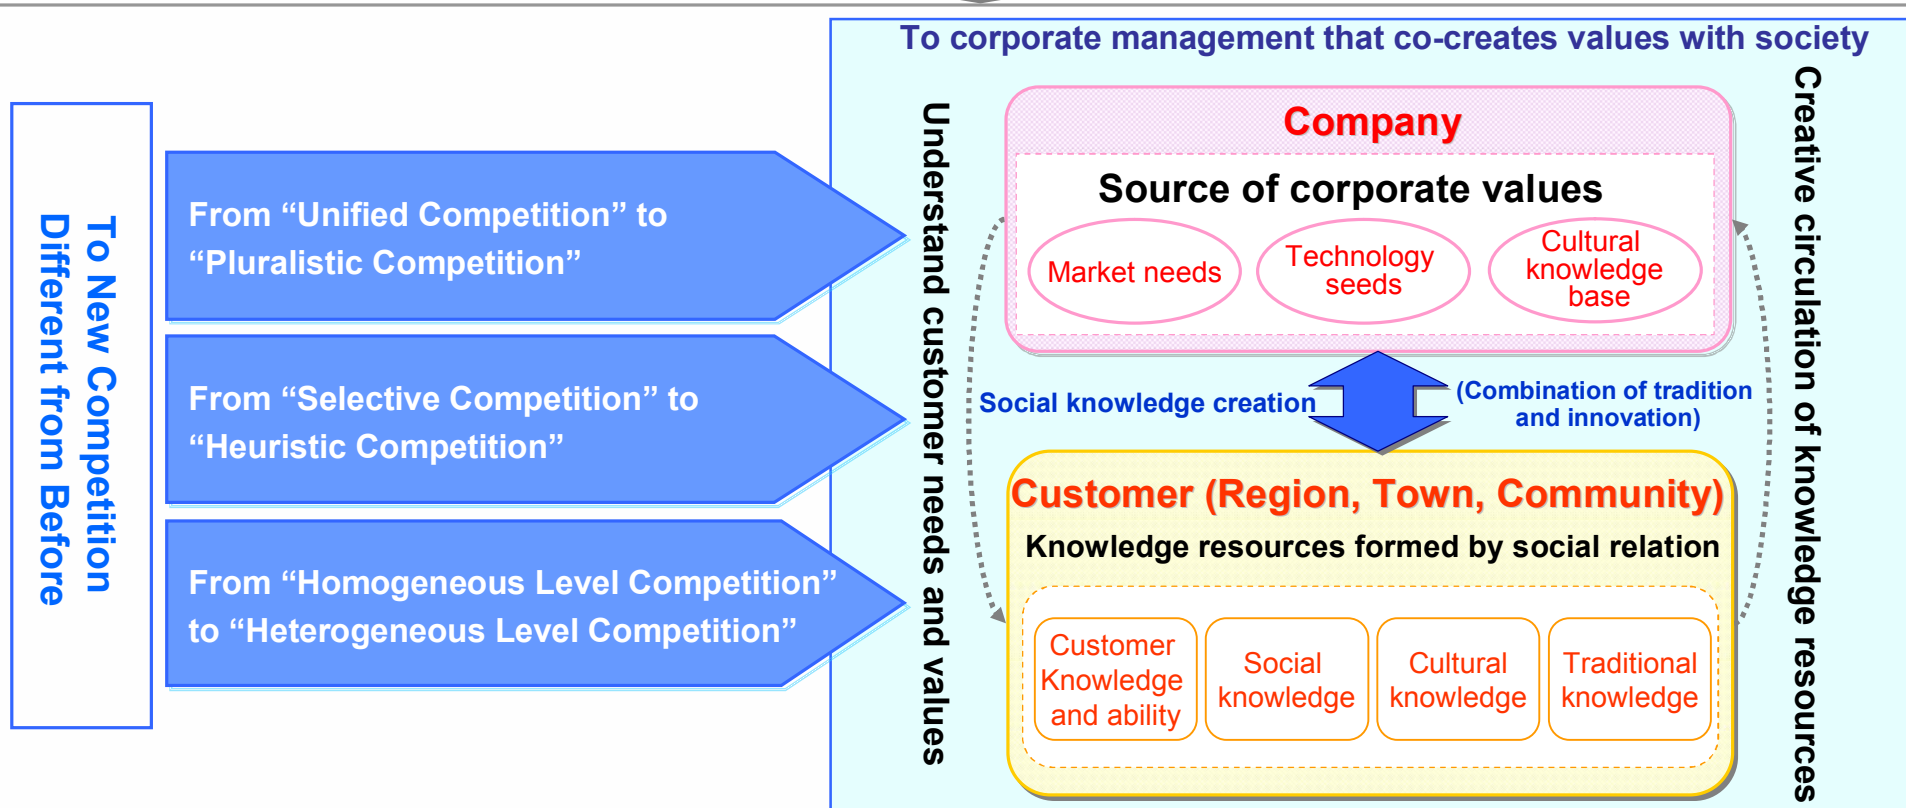 To corporate management that co-creates values with society
To New Competition
Different from Before
From “Unified Competition” to
“Pluralistic Competition”
From “Selective Competition” to
“Heuristic Competition”
From “Homogeneous Level Competition”
to “Heterogeneous Level Competition”
Understand customer needs and values
Company
Source of corporate values
Market needs
Technology
seeds
Cultural
knowledge
base
Social knowledge creation
(Combination of tradition
and innovation)
Customer (Region, Town, Community)
Knowledge resources formed by social relation
Customer
Knowledge
and ability
Social
knowledge
Cultural
knowledge
Traditional
knowledge
Creative circulation of knowledge resources